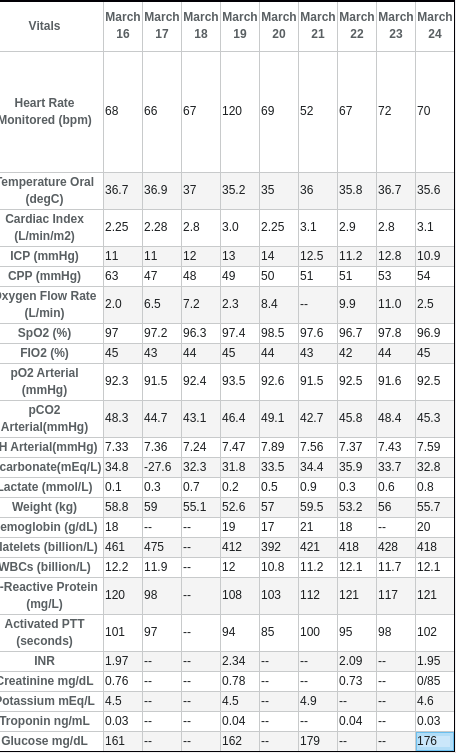 Vitals March 16 March 17 March 18 March 19 March 20 March 21 March 22 March 23 March 24
Heart Rate Monitored (bpm) 68 66 67 120 69 52 67 72 70
emperature Oral (degC) 36.7 36.9 37 35.2 35 36 35.8 36.7 35.6
Cardiac Index (L/min/m2) 2.25 2.28 2.8 3.0 2.25 3.1 2.9 2.8 3.1
ICP (mmHg) 11 11 12 13 14 12.5 11.2 12.8 10.9
CPP (mmHg) 63 47 48 49 50 51 51 53 54
xygen Flow Rate (L/min) 2.0 6.5 7.2 2.3 8.4 -- 9.9 11.0 2.5
SpO2 (%) 97 97.2 96.3 97.4 98.5 97.6 96.7 97.8 96.9
FIO2 (%) 45 43 44 45 44 43 42 44 45
pO2 Arterial (mmHg) 92.3 91.5 92.4 93.5 92.6 91.5 92.5 91.6 92.5
pCO2 Arterial(mmHg) 48.3 44.7 43.1 46.4 49.1 42.7 45.8 48.4 45.3
H Arterial(mmHg) 7.33 7.36 7.24 7.47 7.89 7.56 7.37 7.43 7.59
carbonate(mEq/L) 34.8 -27.6 32.3 31.8 33.5 34.4 35.9 33.7 32.8
Lactate (mmol/L) 0.1 0.3 0.7 0.2 0.5 0.9 0.3 0.6 0.8
Weight (kg) 58.8 59 55.1 52.6 57 59.5 53.2 56 55.7
emoglobin (g/dL) 18 -- -- 19 17 21 18 -- 20
latelets (billion/L) 461 475 -- 412 392 421 418 428 418
WBCs (billion/L) 12.2 11.9 -- 12 10.8 11.2 12.1 11.7 12.1
-Reactive Protein (mg/L) 120 98 -- 108 103 112 121 117 121
Activated PTT (seconds) 101 97 -- 94 85 100 95 98 102
INR 1.97 -- -- 2.34 -- -- 2.09 -- 1.95
Creatinine mg/dL 0.76 -- -- 0.78 -- -- 0.73 -- 0/85
Potassium mEq/L 4.5 -- -- 4.5 -- 4.9 -- -- 4.6
Troponin ng/mL 0.03 -- -- 0.04 -- -- 0.04 -- 0.03
Glucose mg/dL 161 -- -- 162 -- 179 -- -- 176